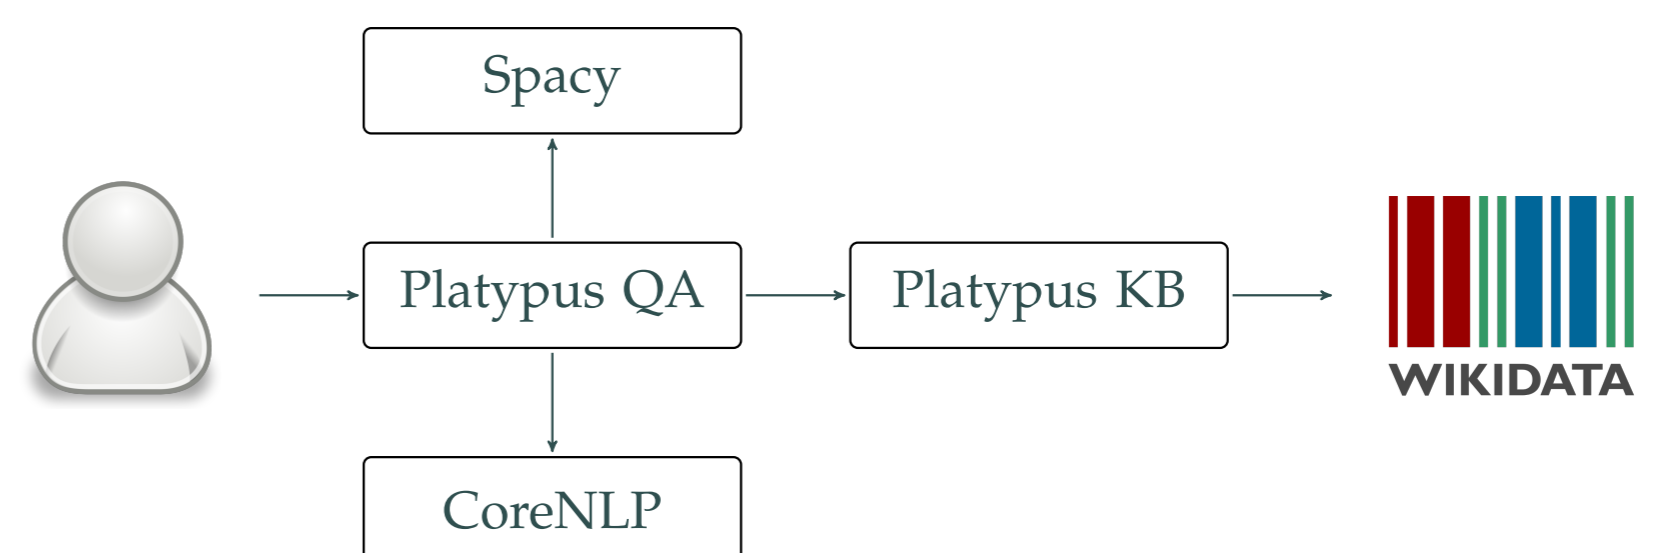 Spacy
Platypus QA
Platypus KB
WIKIDATA
CoreNLP